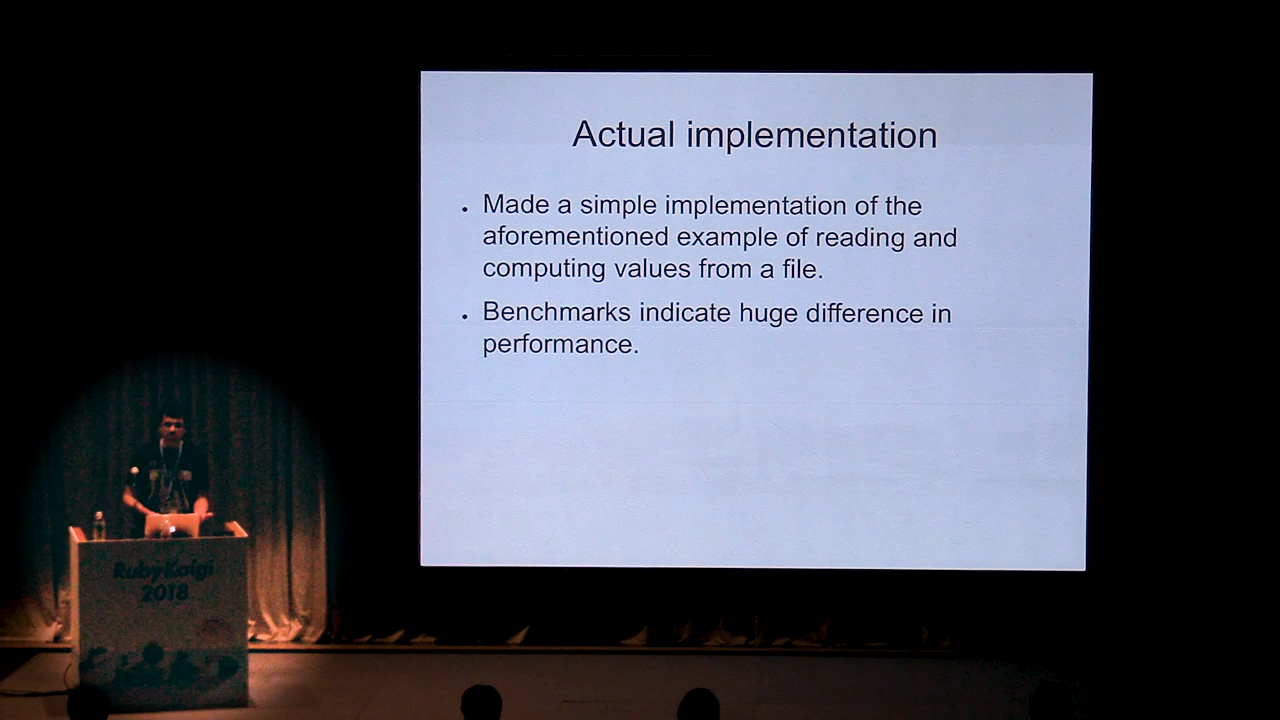 Actual implementation
• Made a simple implementation of the
aforementioned example of reading and
computing values from a file.
• Benchmarks indicate huge difference in
performance.
RubyKaigi
2018